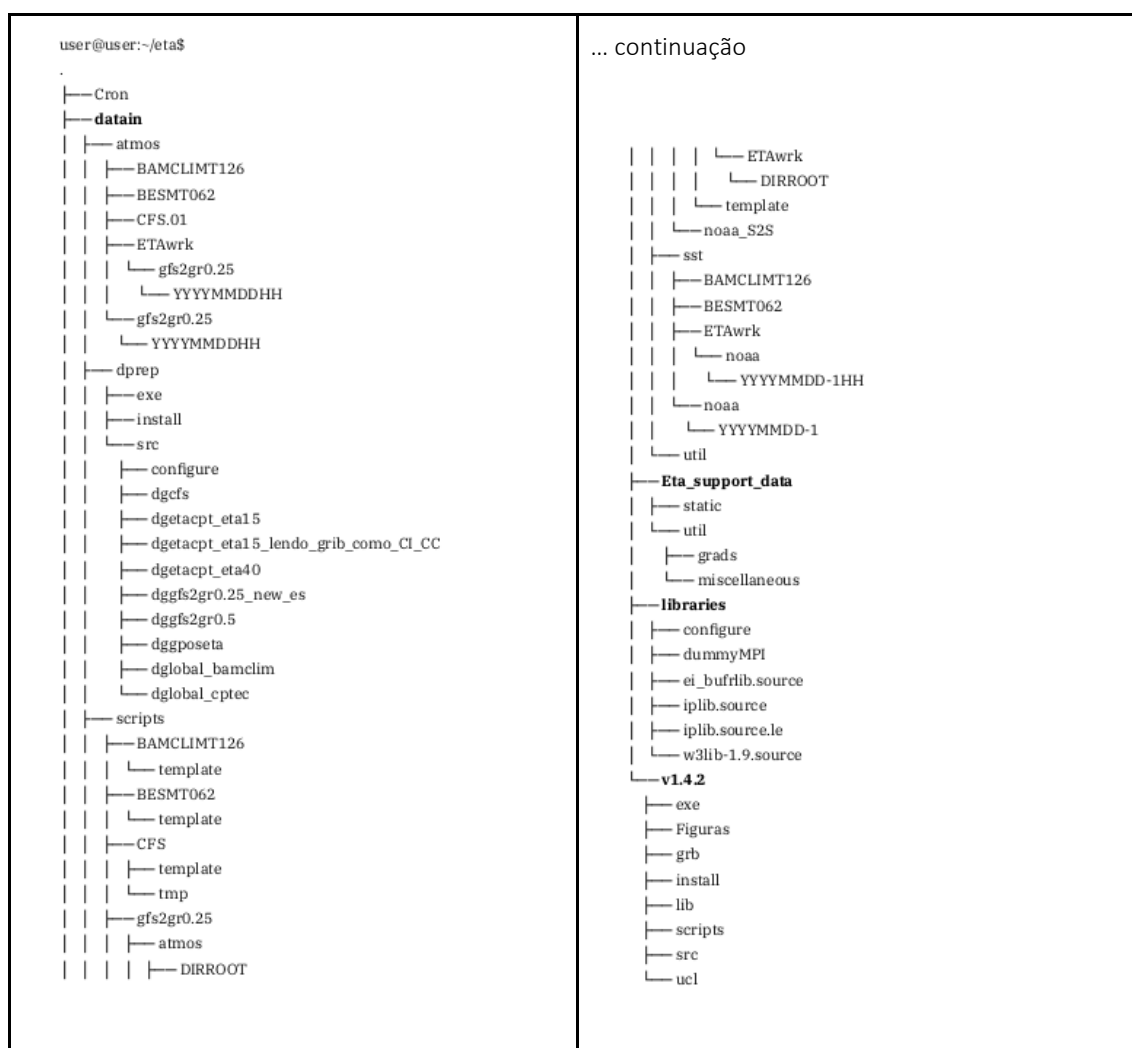 user@user:~/eta$
.
├── Cron
├── datain
│ ├── atmos
│ │ ├── BAMCLIMT126
│ │ ├── BESMT062
│ │ ├── CFS.01
│ │ ├── ETAwrk
│ │ │ └── gfs2gr0.25
│ │ │ └── YYYYMMDDHH
│ │ └── gfs2gr0.25
│ │ └── YYYYMMDDHH
│ ├── dprep
│ │ ├── exe
│ │ ├── install
│ │ └── src
│ │ ├── configure
│ │ ├── dgcfs
│ │ ├── dgetacpt_eta15
│ │ ├── dgetacpt_eta15_lendo_grib_como_CI_CC
│ │ ├── dgetacpt_eta40
│ │ ├── dggfs2gr0.25_new_es
│ │ ├── dggfs2gr0.5
│ │ ├── dggposeta
│ │ ├── dglobal_bamclim
│ │ └── dglobal_cptec
│ ├── scripts
│ │ ├── BAMCLIMT126
│ │ │ └── template
│ │ ├── BESMT062
│ │ │ └── template
│ │ ├── CFS
│ │ │ ├── template
│ │ │ └── tmp
│ │ ├── gfs2gr0.25
│ │ │ ├── atmos
│ │ │ │ ├── DIRROOT
... continuação
│ │ │ │ └── ETAwrk
│ │ │ │ └── DIRROOT
│ │ │ └── template
│ │ └── noaa_S2S
│ ├── sst
│ │ ├── BAMCLIMT126
│ │ ├── BESMT062
│ │ ├── ETAwrk
│ │ │ └── noaa
│ │ │ └── YYYYMMDD-1HH
│ │ └── noaa
│ │ └── YYYYMMDD-1
│ └── util
├── Eta_support_data
│ ├── static
│ └── util
│ ├── grads
│ └── miscellaneous
├── libraries
│ ├── configure
│ ├── dummyMPI
│ ├── ei_bufrlib.source
│ ├── iplib.source
│ ├── iplib.source.le
│ └── w3lib-1.9.source
└── v1.4.2
├── exe
├── Figuras
├── grb
├── install
├── lib
├── scripts
├── src
└── ucl